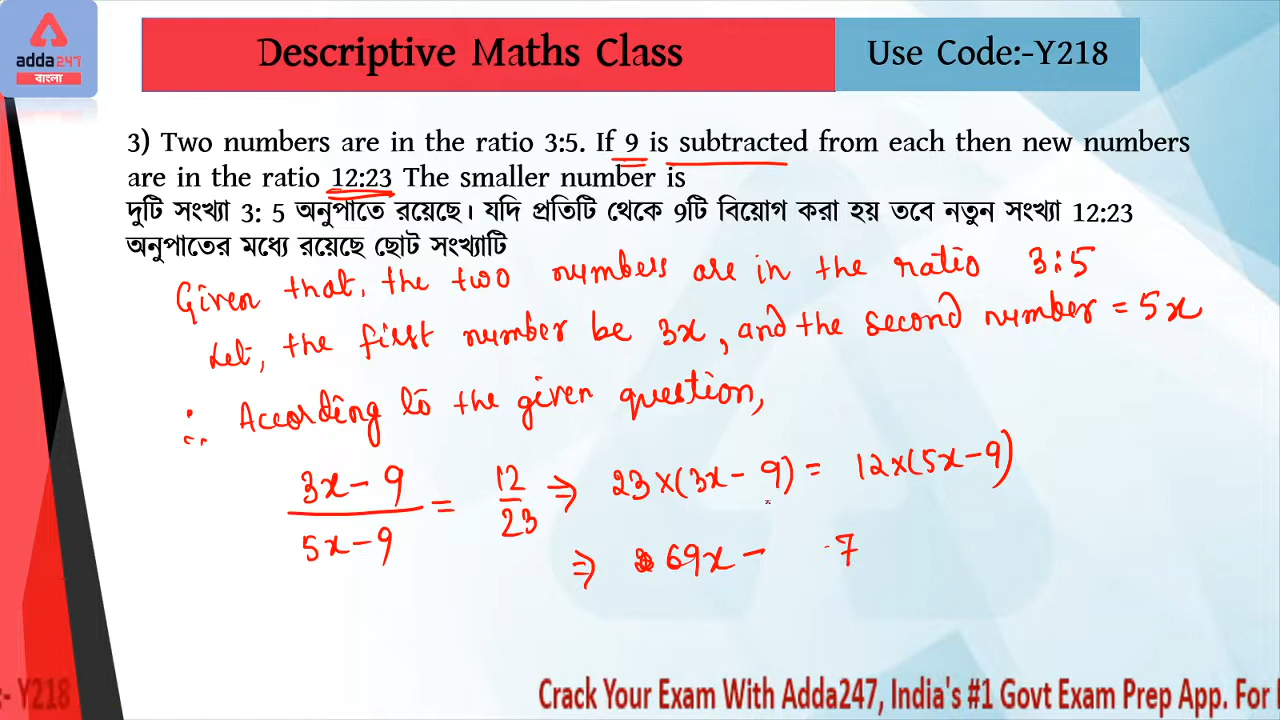 adda247
বাংলা
Descriptive Maths Class
Use Code:-Y218
3) Two numbers are in the ratio 3:5. If 9 is subtracted from each then new numbers
are in the ratio 12:23 The smaller number is
দুটি সংখ্যা 3: 5 অনুপাতে রয়েছে। যদি প্রতিটি থেকে 9টি বিয়োগ করা হয় তবে নতুন সংখ্যা 12:23
অনুপাতের মধ্যে রয়েছে ছোট সংখ্যাটি
Given that, the two numbers are in the ratio 3:5
Let, the first number be 3x, and the second number = 5x
∴ According to the given question,
3x - 9 / 5x - 9 = 12 / 23 ⇒ 23×(3x - 9) = 12×(5x - 9)
⇒ 69x - 7
:- Y218
Crack Your Exam With Adda247, India's #1 Govt Exam Prep App. For